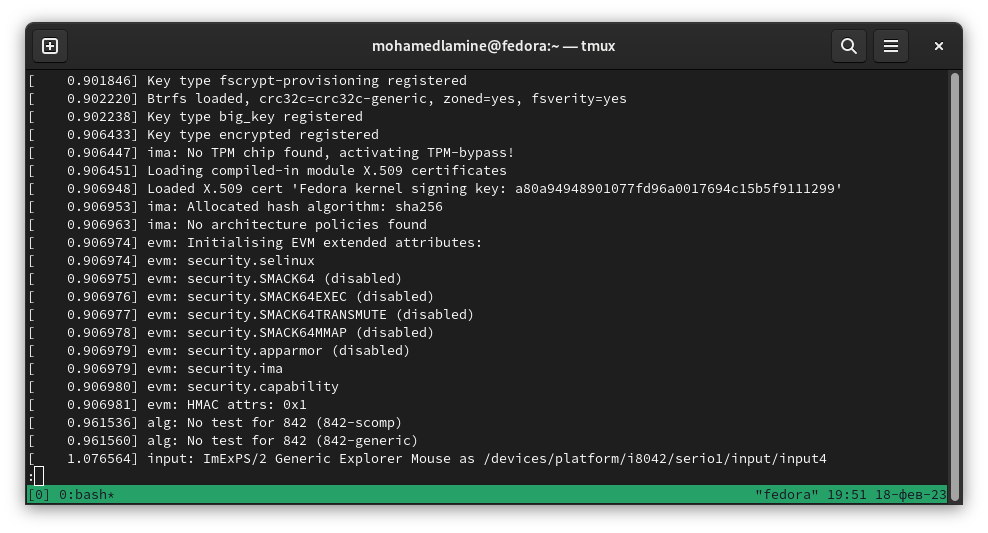 mohamedlamine@fedora:~ — tmux
[    0.901846] Key type fscrypt-provisioning registered
[    0.902220] Btrfs loaded, crc32c=crc32c-generic, zoned=yes, fsverity=yes
[    0.902238] Key type big_key registered
[    0.906433] Key type encrypted registered
[    0.906447] ima: No TPM chip found, activating TPM-bypass!
[    0.906451] Loading compiled-in module X.509 certificates
[    0.906948] Loaded X.509 cert 'Fedora kernel signing key: a80a94948901077fd96a0017694c15b5f9111299'
[    0.906953] ima: Allocated hash algorithm: sha256
[    0.906963] ima: No architecture policies found
[    0.906974] evm: Initialising EVM extended attributes:
[    0.906974] evm: security.selinux
[    0.906975] evm: security.SMACK64 (disabled)
[    0.906976] evm: security.SMACK64EXEC (disabled)
[    0.906977] evm: security.SMACK64TRANSMUTE (disabled)
[    0.906978] evm: security.SMACK64MMAP (disabled)
[    0.906979] evm: security.apparmor (disabled)
[    0.906979] evm: security.ima
[    0.906980] evm: security.capability
[    0.906981] evm: HMAC attrs: 0x1
[    0.961536] alg: No test for 842 (842-scomp)
[    0.961560] alg: No test for 842 (842-generic)
[    1.076564] input: ImExPS/2 Generic Explorer Mouse as /devices/platform/i8042/serio1/input/input4
:
[0] 0:bash* "fedora" 19:51 18-фев-23